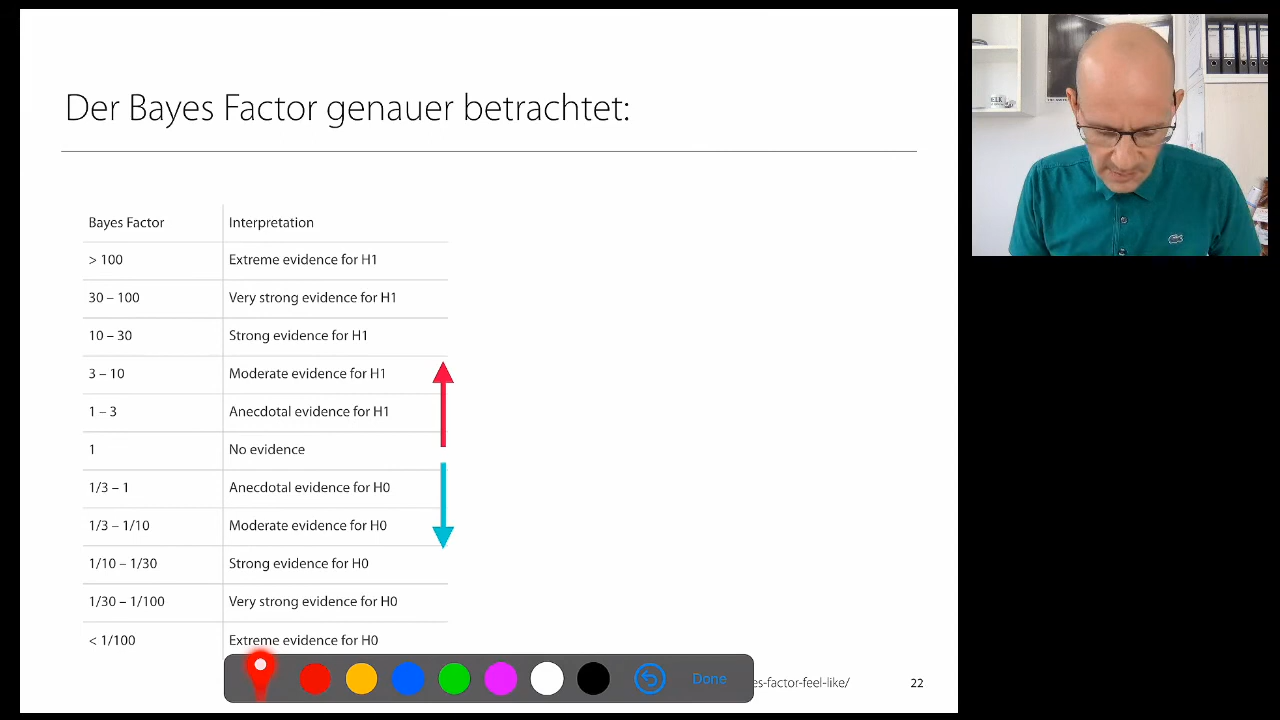 Der Bayes Factor genauer betrachtet:
Bayes Factor Interpretation
> 100 Extreme evidence for H1
30 – 100 Very strong evidence for H1
10 – 30 Strong evidence for H1
3 – 10 Moderate evidence for H1
1 – 3 Anecdotal evidence for H1
1 No evidence
1/3 – 1 Anecdotal evidence for H0
1/3 – 1/10 Moderate evidence for H0
1/10 – 1/30 Strong evidence for H0
1/30 – 1/100 Very strong evidence for H0
< 1/100 Extreme evidence for H0
Done
es-factor-feel-like/ 22